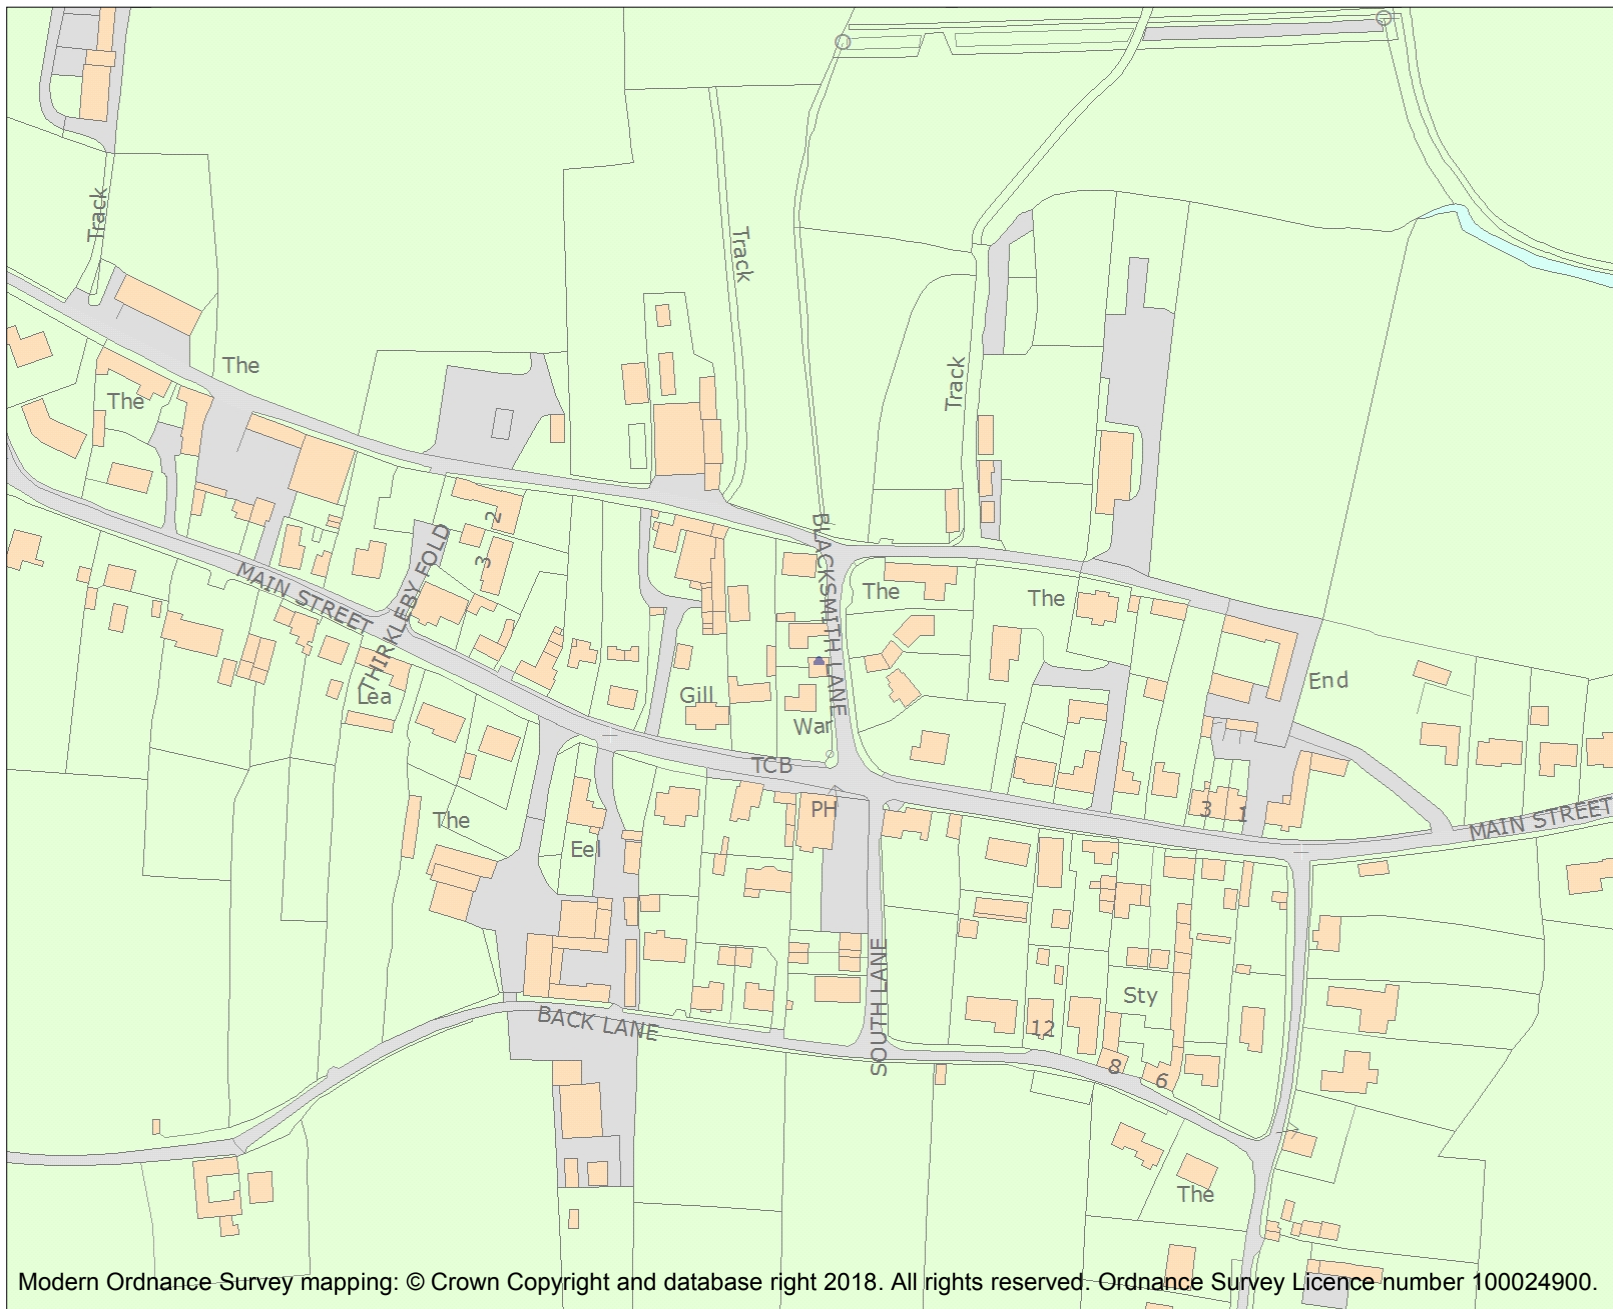 Track
Track
The
Track
The
BLACKSMITH LANE
2
3
THIRKLEBY FOLD
MAIN STREET
The
The
Lea
Gill
War
End
TCB
PH
3
1
MAIN STREET
The
Eel
SOUTH LANE
Sty
BACK LANE
12
8
6
The
Modern Ordnance Survey mapping: © Crown Copyright and database right 2018. All rights reserved. Ordnance Survey Licence number 100024900.